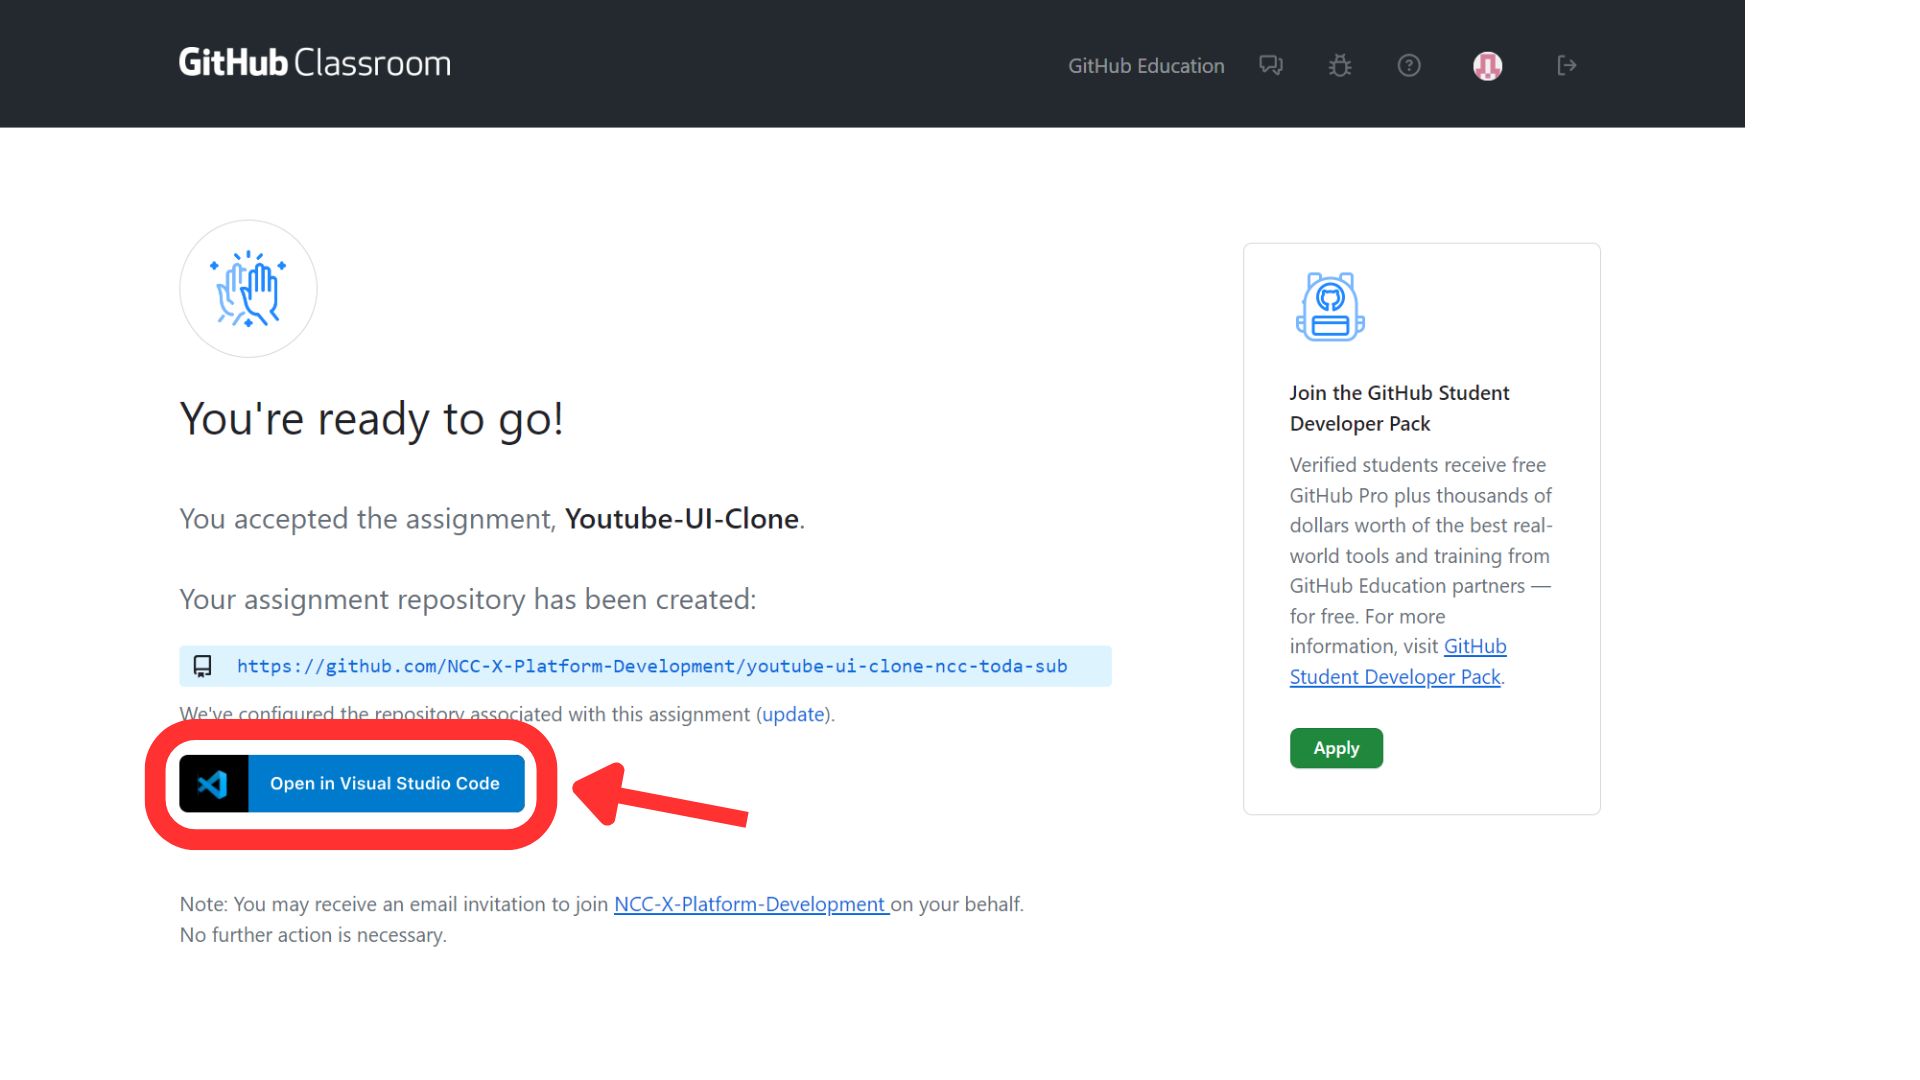 GitHub Classroom
GitHub Education
You're ready to go!
You accepted the assignment, Youtube-UI-Clone.
Your assignment repository has been created:
https://github.com/NCC-X-Platform-Development/youtube-ui-clone-ncc-toda-sub
We've configured the repository associated with this assignment (update).
Open in Visual Studio Code
Note: You may receive an email invitation to join NCC-X-Platform-Development on your behalf.
No further action is necessary.
Join the GitHub Student
Developer Pack
Verified students receive free
GitHub Pro plus thousands of
dollars worth of the best real-
world tools and training from
GitHub Education partners —
for free. For more
information, visit GitHub
Student Developer Pack.
Apply